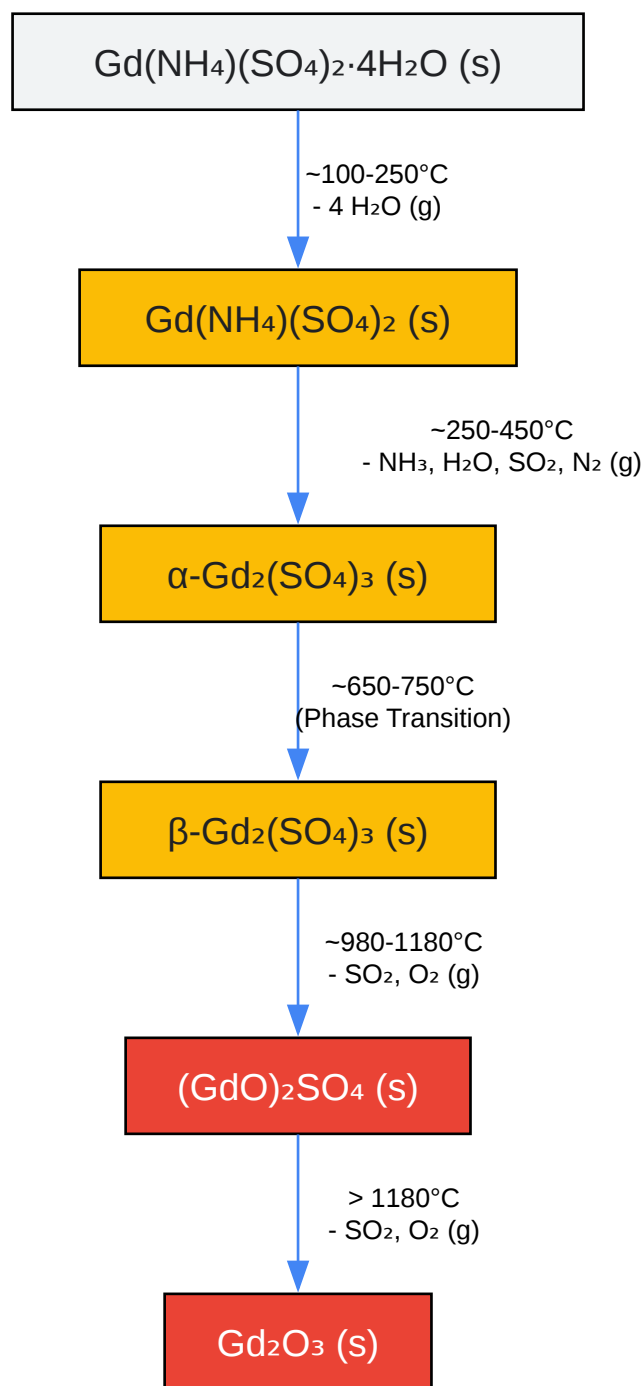 Gd(NH₄)(SO₄)₂·4H₂O (s)
~100-250°C
- 4 H₂O (g)
Gd(NH₄)(SO₄)₂ (s)
~250-450°C
- NH₃, H₂O, SO₂, N₂ (g)
α-Gd₂(SO₄)₃ (s)
~650-750°C
(Phase Transition)
β-Gd₂(SO₄)₃ (s)
~980-1180°C
- SO₂, O₂ (g)
(GdO)₂SO₄ (s)
> 1180°C
- SO₂, O₂ (g)
Gd₂O₃ (s)